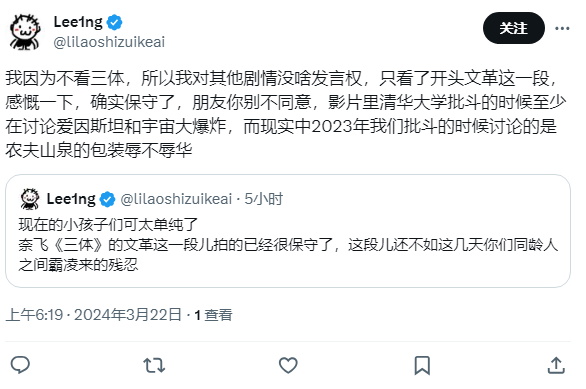 Lee1ng
@lilaoshizuikeai
关注
我因为不看三体，所以我对其他剧情没啥发言权，只看了开头文革这一段，
感慨一下，确实保守了，朋友你别不同意，影片里清华大学批斗的时候至少
在讨论爱因斯坦和宇宙大爆炸，而现实中2023年我们批斗的时候讨论的是
农夫山泉的包装辱不辱华
Lee1ng @lilaoshizuikeai · 5小时
现在的小孩子们可太单纯了
奈飞《三体》的文革这一段儿拍的已经很保守了，这段儿还不如这几天你们同龄人
之间霸凌来的残忍
上午6:19 · 2024年3月22日 · 1 查看